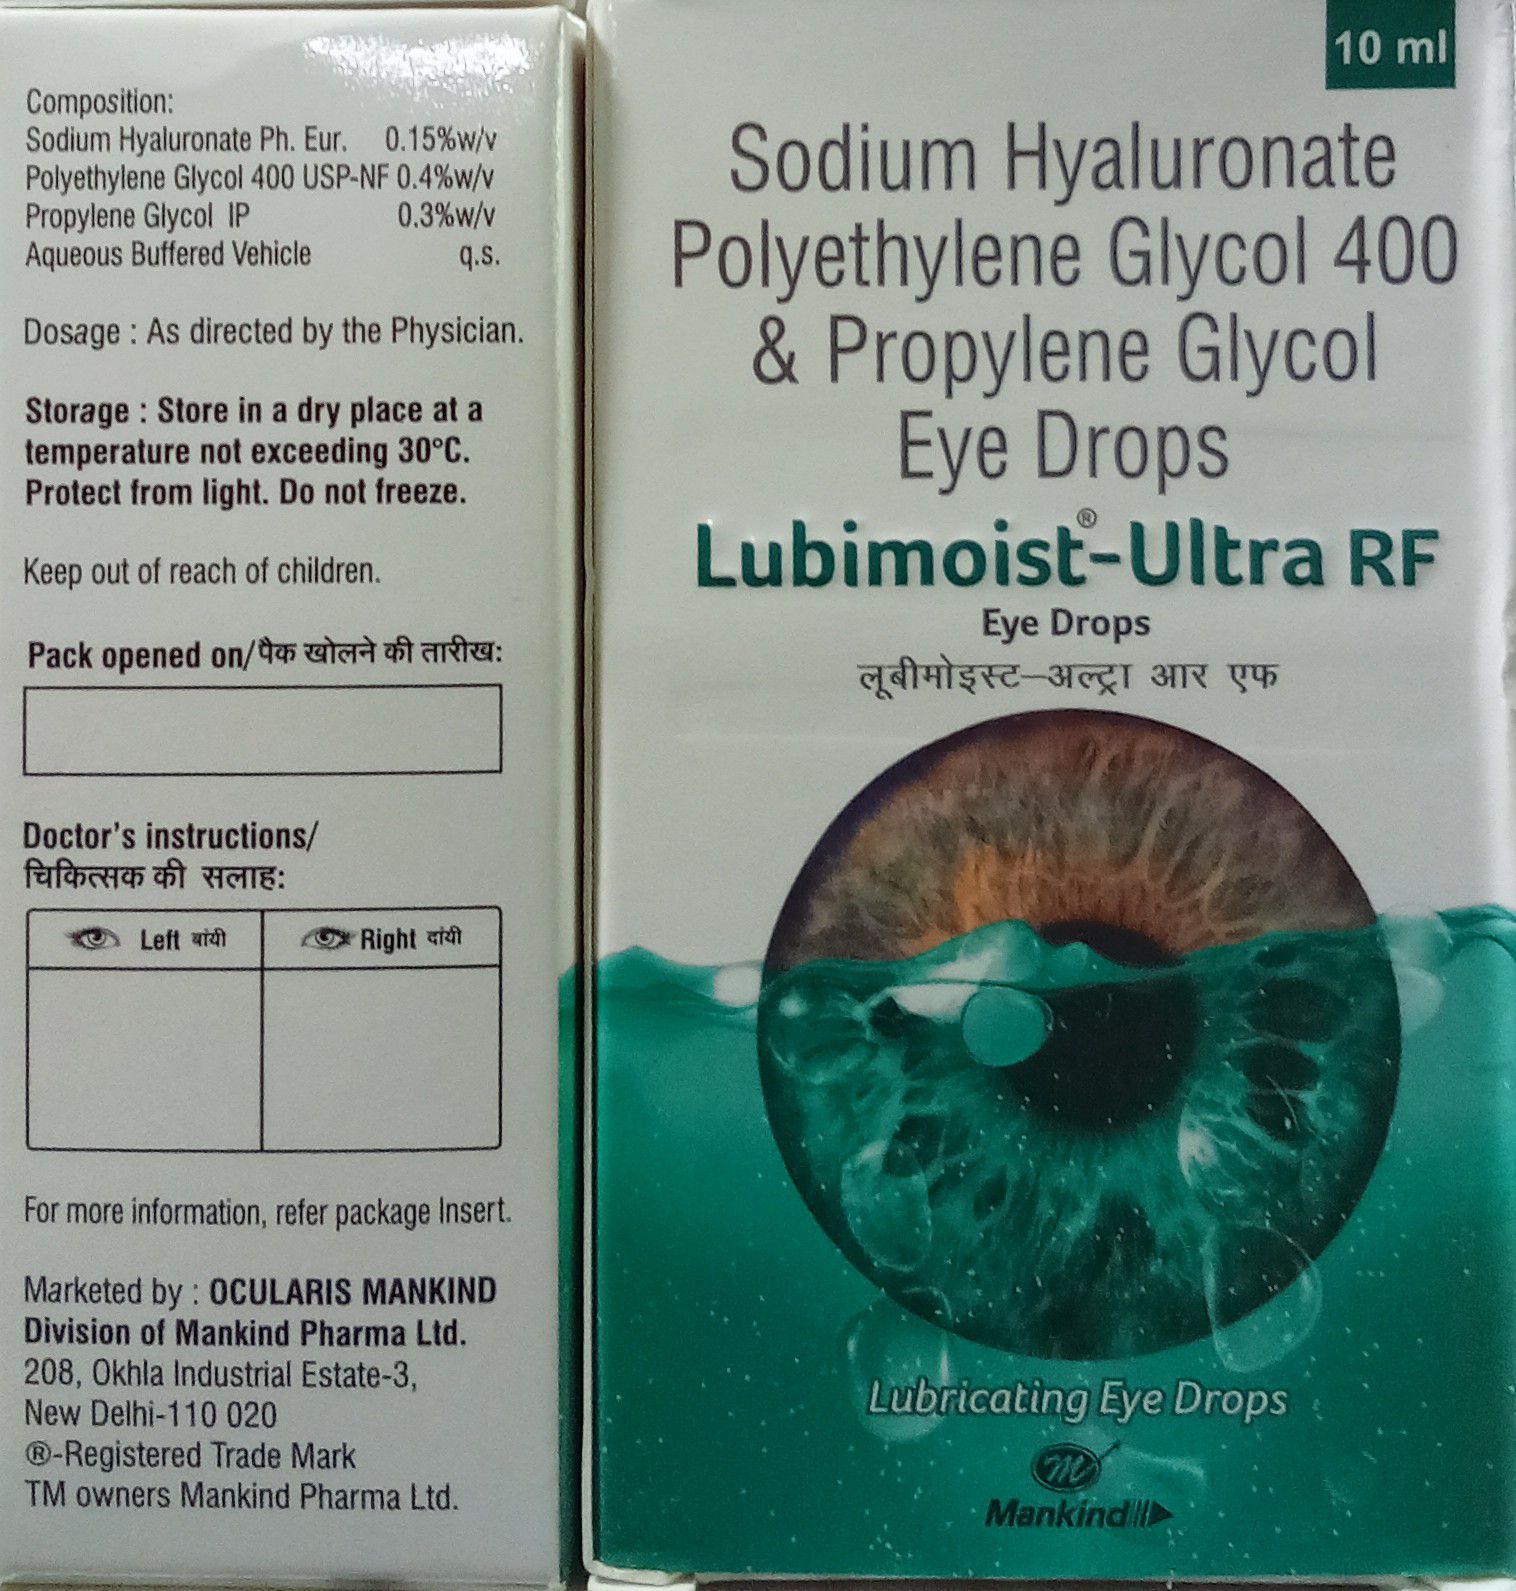 Composition:
Sodium Hyaluronate Ph. Eur. 0.15%w/v
Polyethylene Glycol 400 USP-NF 0.4%w/v
Propylene Glycol IP 0.3%w/v
Aqueous Buffered Vehicle q.s.
Dosage : As directed by the Physician.
Storage : Store in a dry place at a
temperature not exceeding 30°C.
Protect from light. Do not freeze.
Keep out of reach of children.
Pack opened on/पैक खोलने की तारीख:
Doctor's instructions/
चिकित्सक की सलाह:
Left बांयी
Right दांयी
For more information, refer package Insert.
Marketed by : OCULARIS MANKIND
Division of Mankind Pharma Ltd.
208, Okhla Industrial Estate-3,
New Delhi-110 020
®-Registered Trade Mark
TM owners Mankind Pharma Ltd.
10 ml
Sodium Hyaluronate
Polyethylene Glycol 400
& Propylene Glycol
Eye Drops
Lubimoist®-Ultra RF
Eye Drops
लूबीमोइस्ट–अल्ट्रा आर एफ
Lubricating Eye Drops
M
Mankind